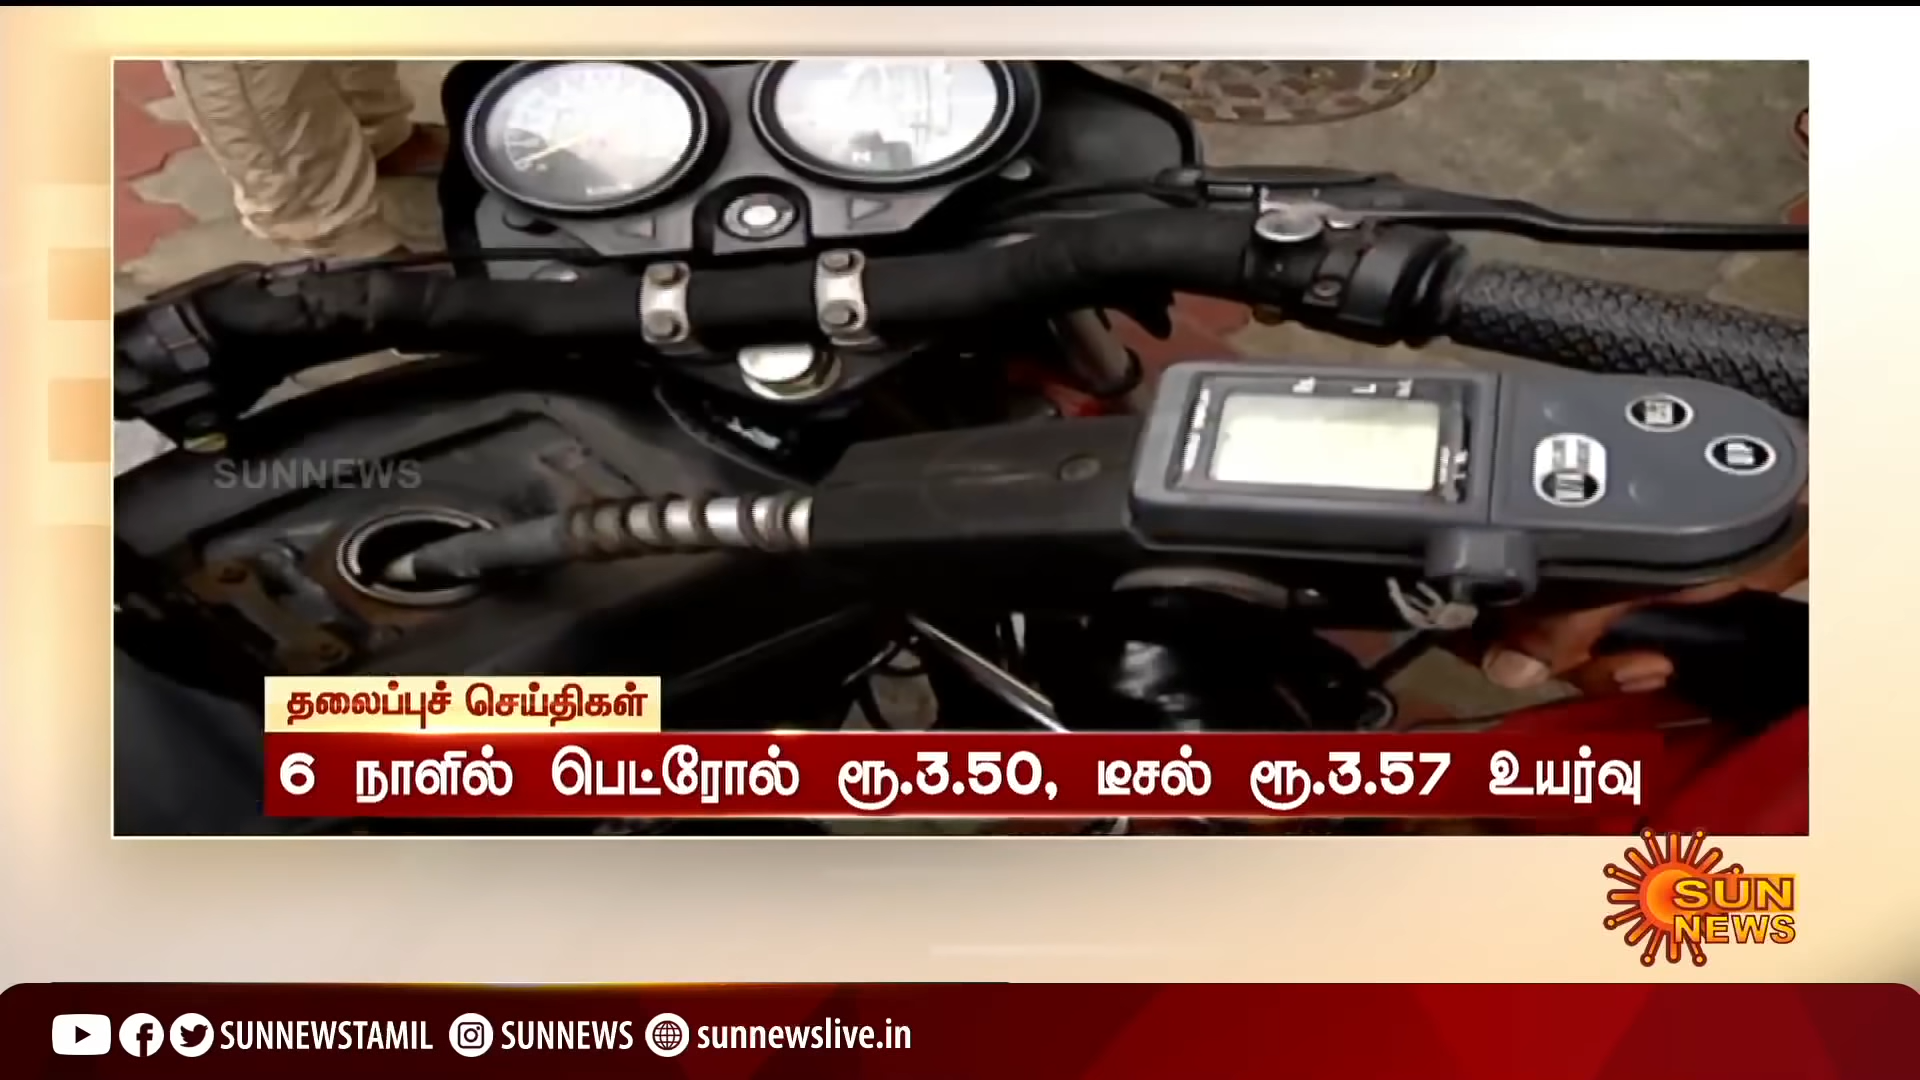 SUNNEWS
தலைப்புச் செய்திகள்
6 நாளில் பெட்ரோல் ரூ.3.50, டீசல் ரூ.3.57 உயர்வு
SUN
NEWS
SUNNEWSTAMIL SUNNEWS sunnewslive.in